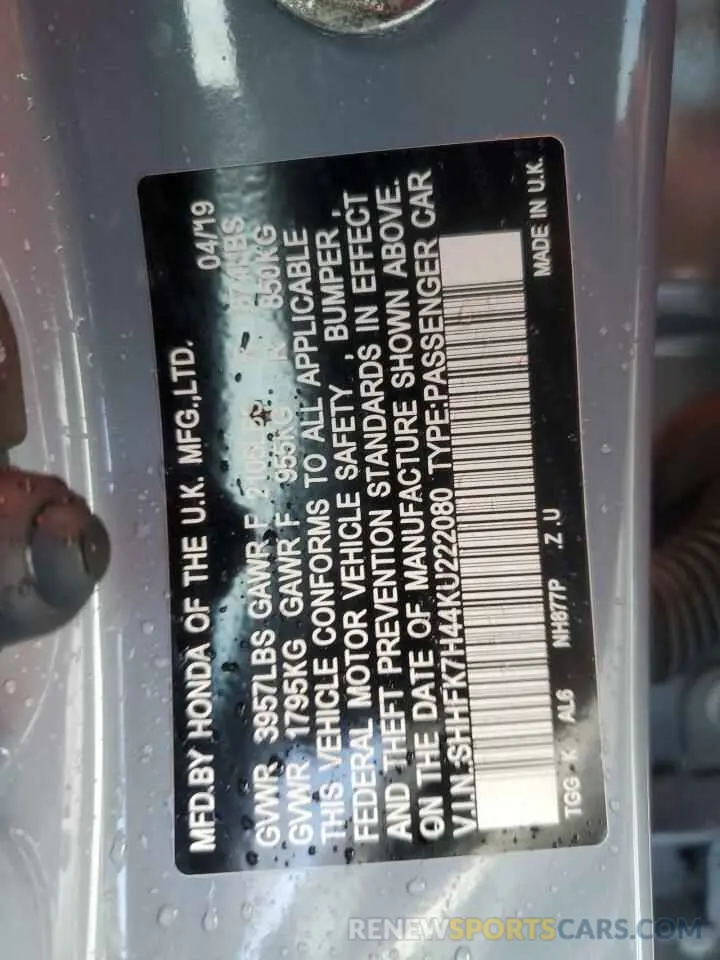 MFD.BY HONDA OF THE U.K. MFG.,LTD. 04/19
GVWR 3957LBS GAWR F
GVWR 1795KG GAWR F 955KG R 850KG
THIS VEHICLE CONFORMS TO ALL APPLICABLE
FEDERAL MOTOR VEHICLE SAFETY , BUMPER ,
AND THEFT PREVENTION STANDARDS IN EFFECT
ON THE DATE OF MANUFACTURE SHOWN ABOVE.
V.I.N.:SHHFK7H44KU222080 TYPE:PASSENGER CAR
TGG - K AL6 NH877P .Z .U MADE IN U.K.
RENEWSPORTSCARS.COM